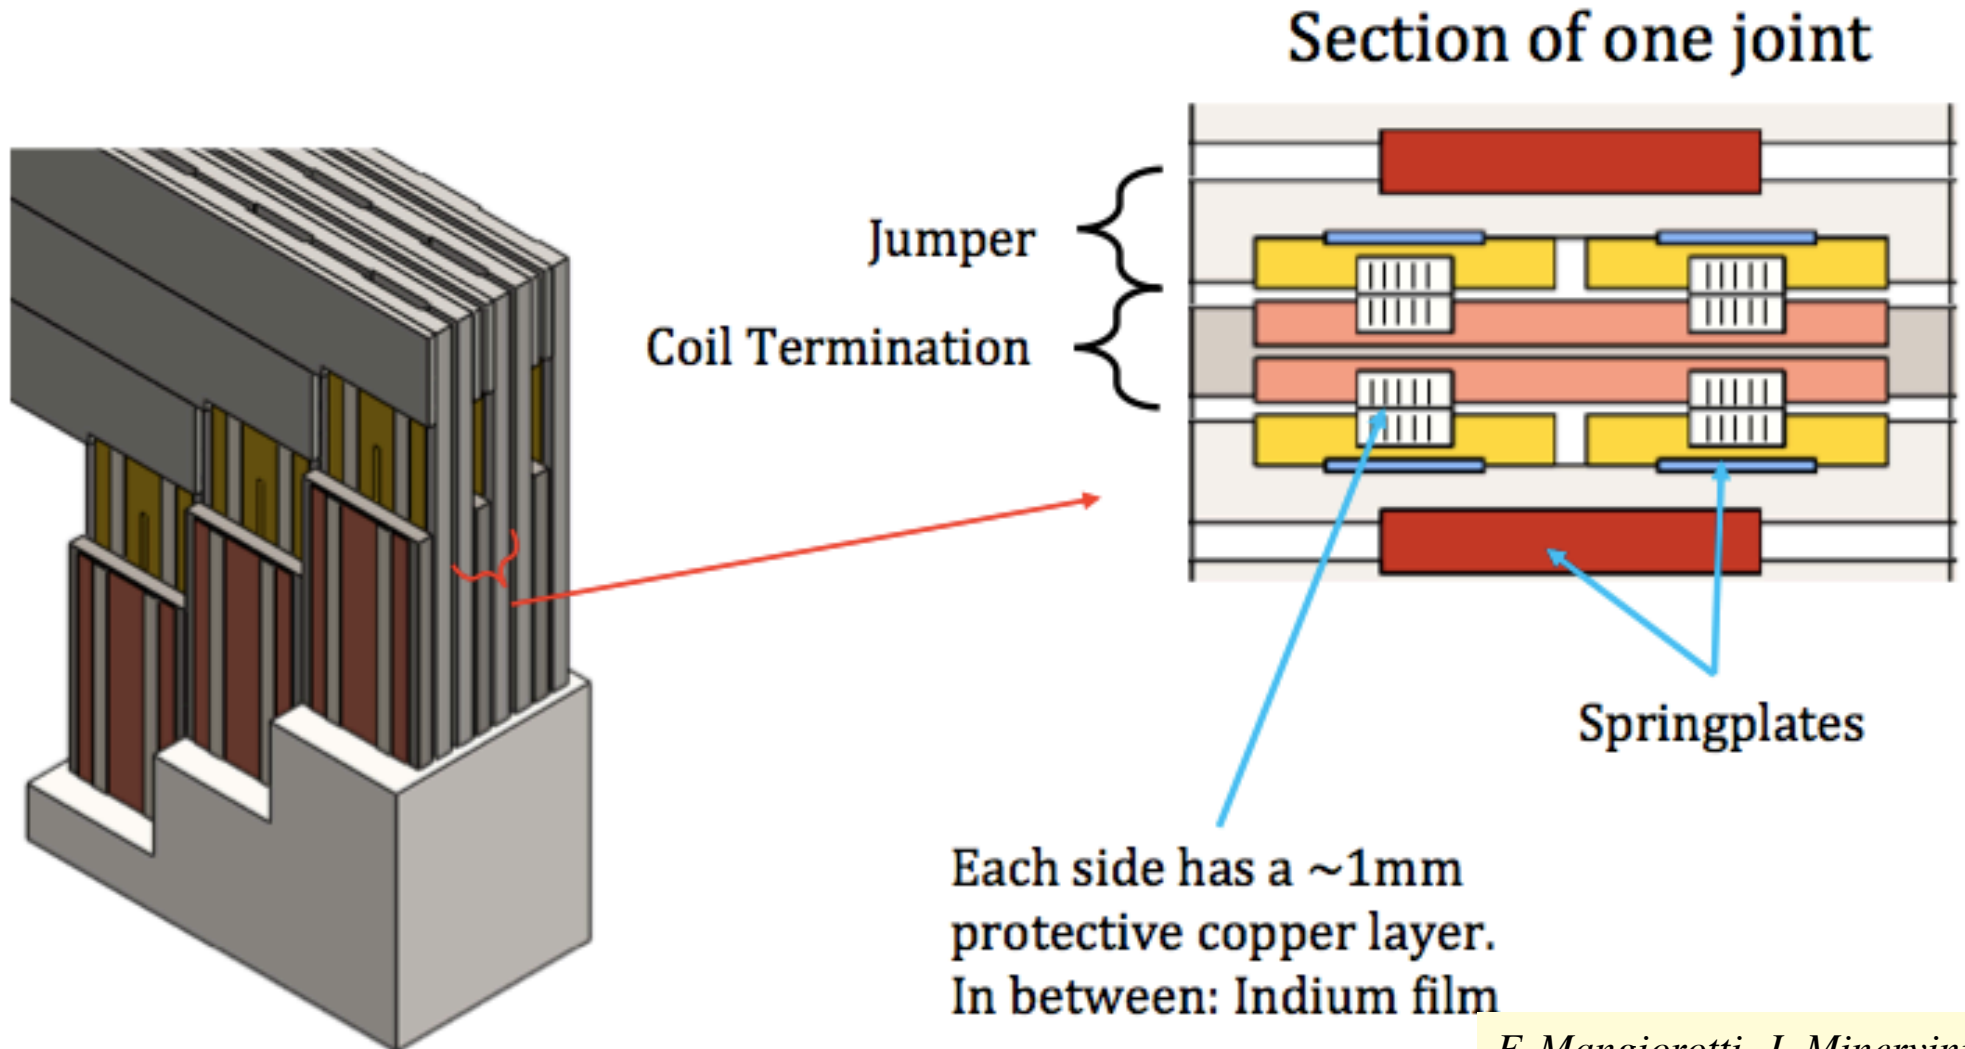 Section of one joint
Jumper
Coil Termination
Springplates
Each side has a ~1mm
protective copper layer.
In between: Indium film